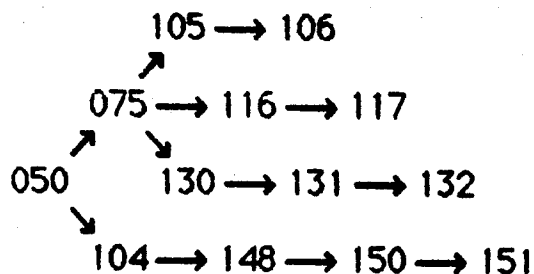 105 → 106
075 → 116 → 117
050 130 → 131 → 132
104 → 148 → 150 → 151